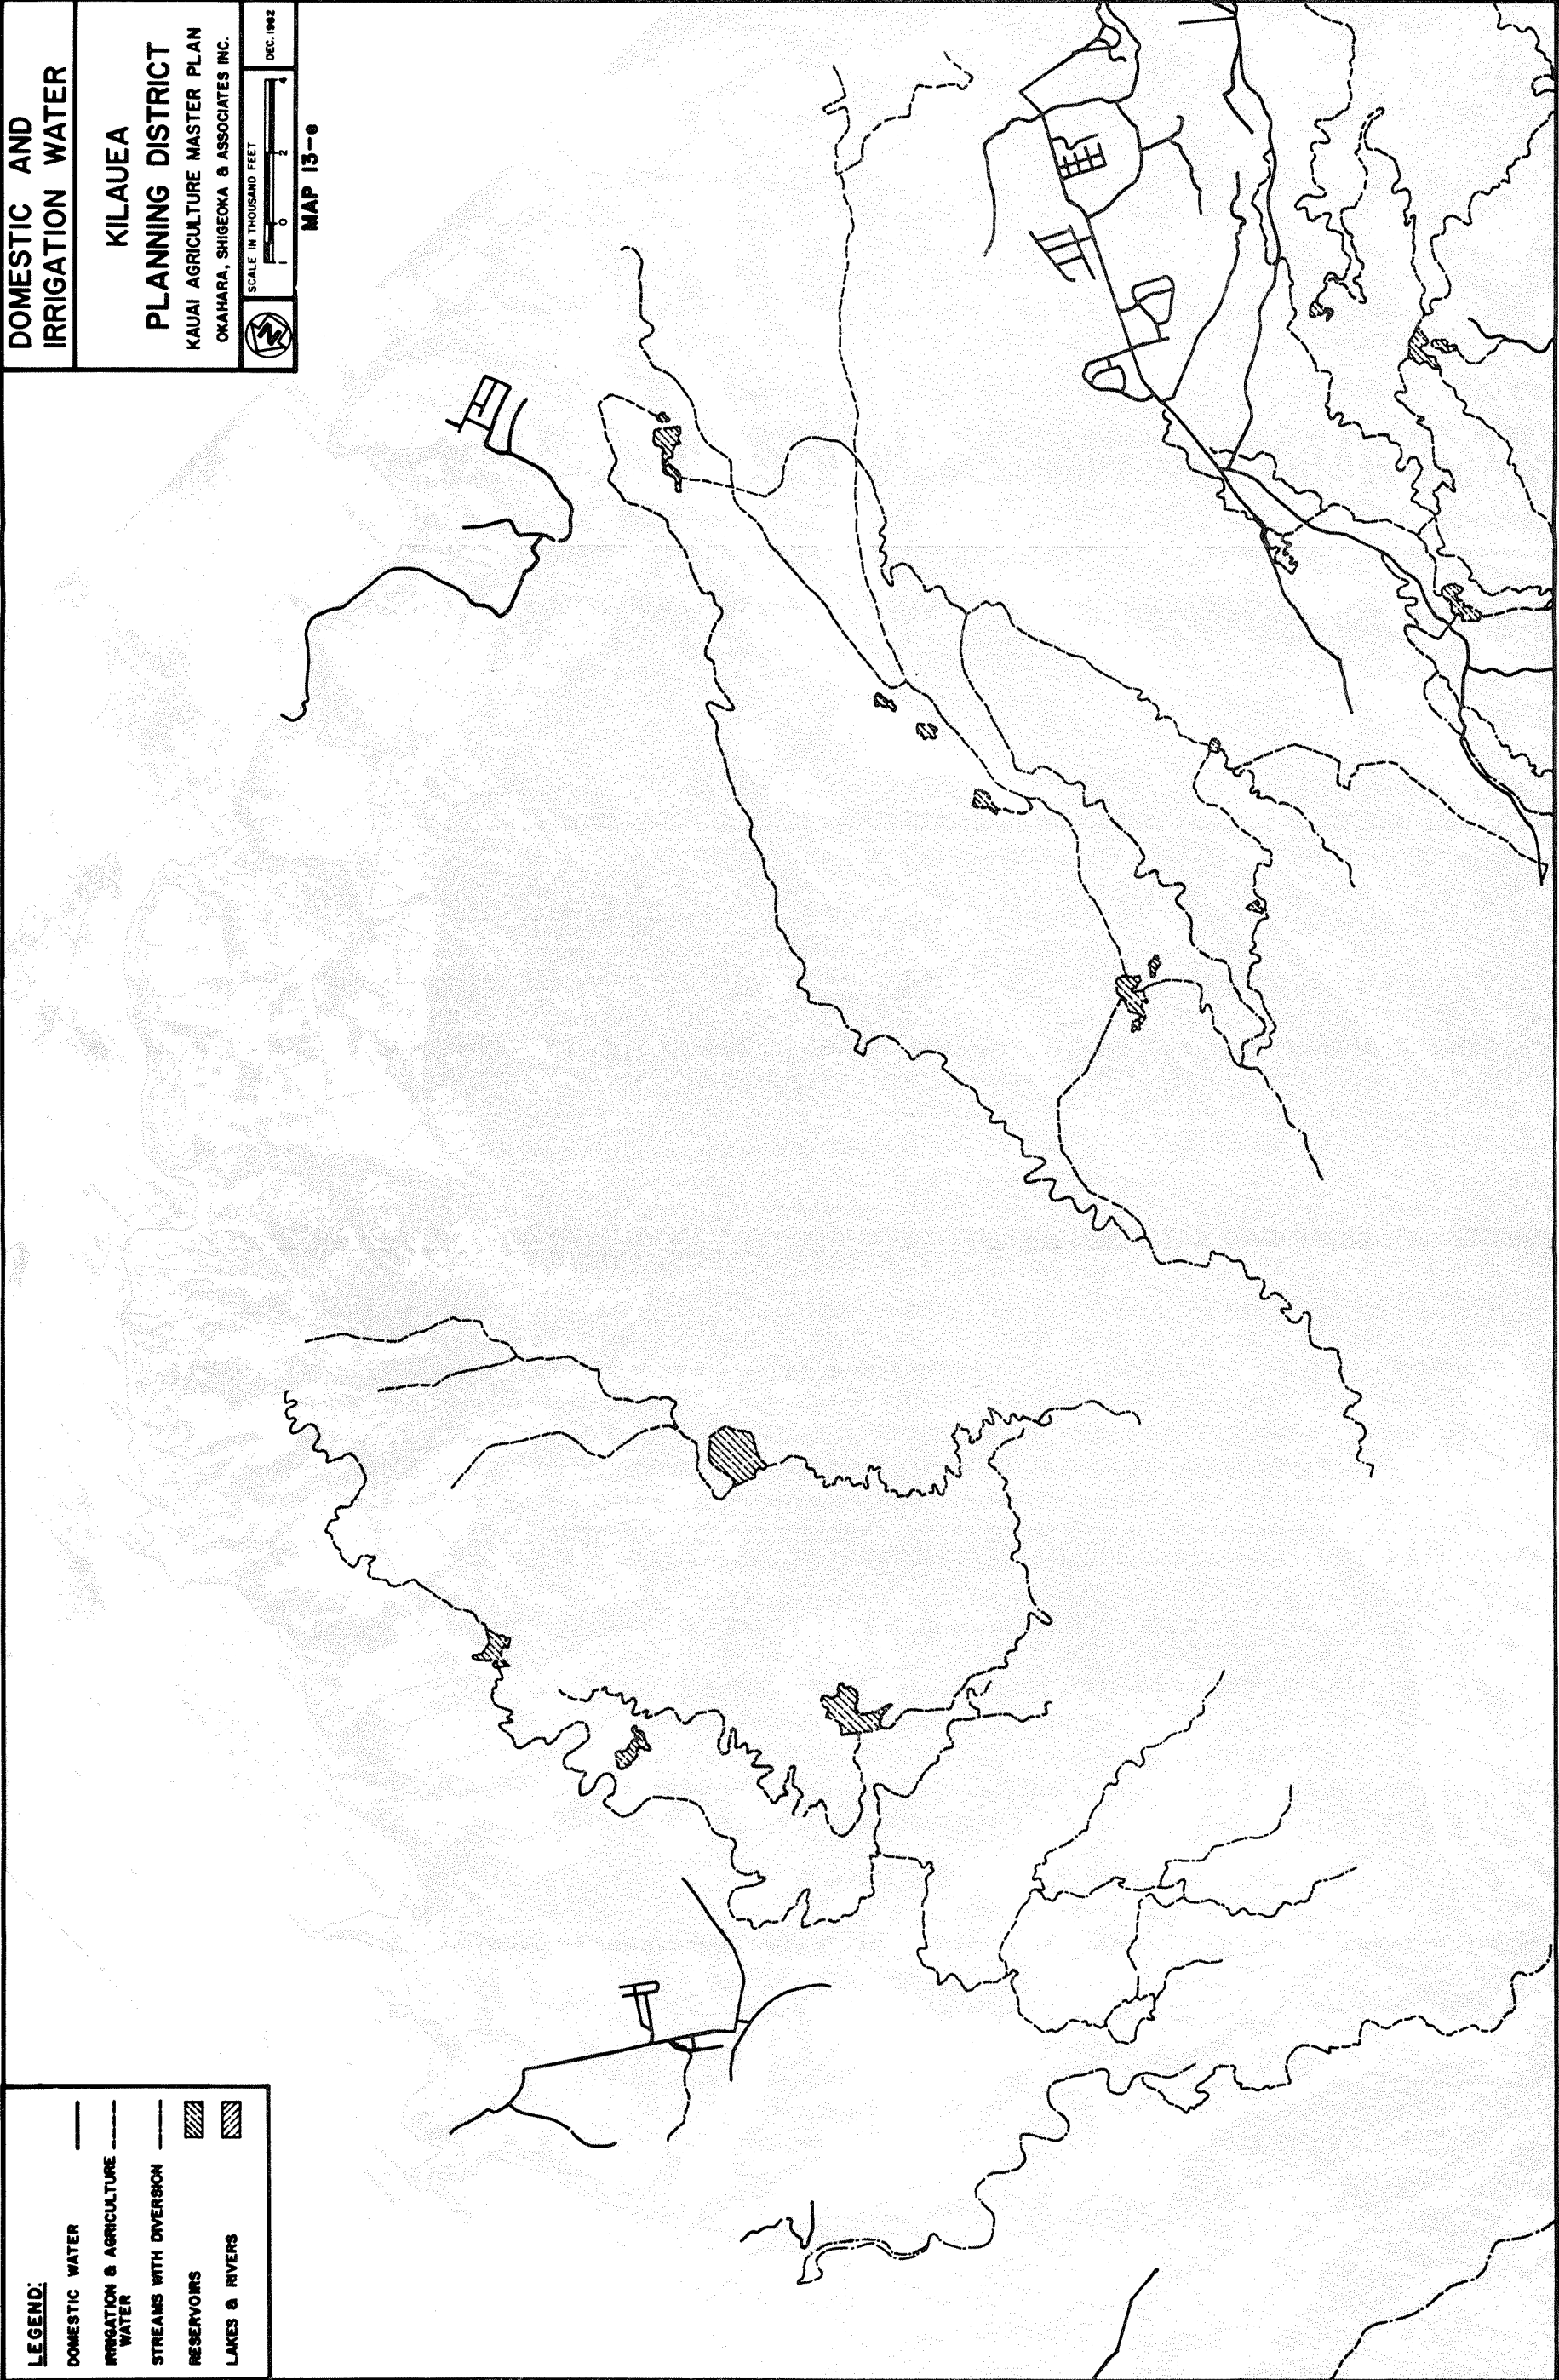 DOMESTIC AND
IRRIGATION WATER
KILAUEA
PLANNING DISTRICT
KAUAI AGRICULTURE MASTER PLAN
OKAHARA, SHIGEOKA & ASSOCIATES INC.
N
SCALE IN THOUSAND FEET
1 0 2 4
DEC. 1982
MAP 13-e
LEGEND:
DOMESTIC WATER
IRRIGATION & AGRICULTURE
WATER
STREAMS WITH DIVERSION
RESERVOIRS
LAKES & RIVERS